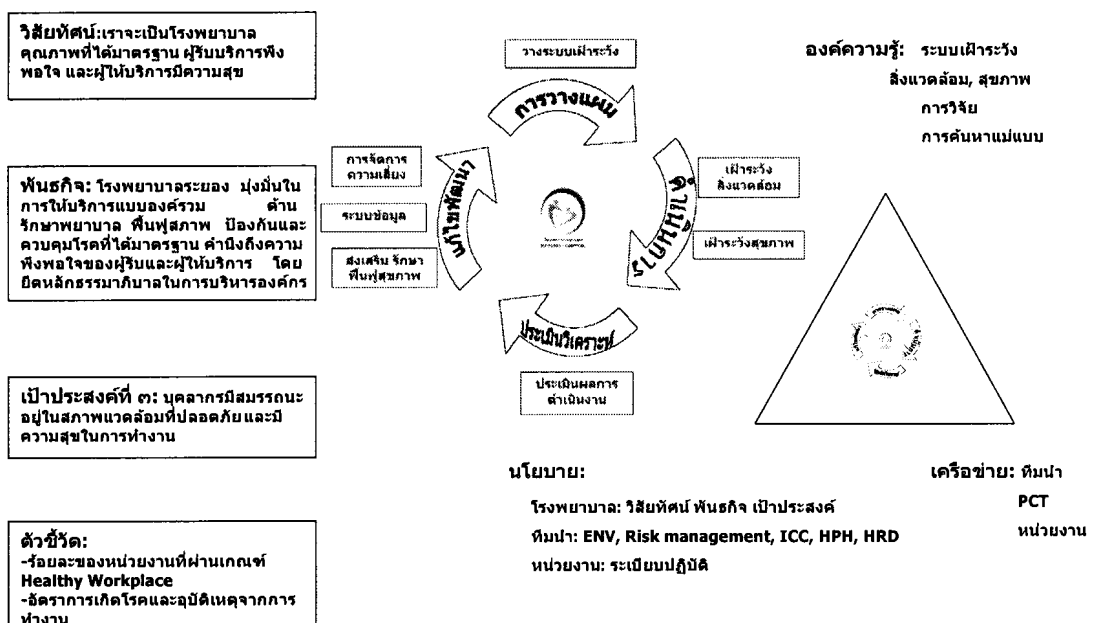 วิสัยทัศน์:เราจะเป็นโรงพยาบาล
คุณภาพที่ได้มาตรฐาน ผู้รับบริการพึง
พอใจ และผู้ให้บริการมีความสุข
พันธกิจ: โรงพยาบาลระยอง มุ่งมั่นใน
การให้บริการแบบองค์รวม ด้าน
รักษาพยาบาล ฟื้นฟูสภาพ ป้องกันและ
ควบคุมโรคที่ได้มาตรฐาน คำนึงถึงความ
พึงพอใจของผู้รับและผู้ให้บริการ โดย
ยึดหลักธรรมาภิบาลในการบริหารองค์กร
เป้าประสงค์ที่ ๓: บุคลากรมีสมรรถนะ
อยู่ในสภาพแวดล้อมที่ปลอดภัยและมี
ความสุขในการทำงาน
ตัวชี้วัด:
-ร้อยละของหน่วยงานที่ผ่านเกณฑ์
Healthy Workplace
-อัตราการเกิดโรคและอุบัติเหตุจากการ
ทำงาน
วางระบบเฝ้าระวัง
การวางแผน
เฝ้าระวัง
สิ่งแวดล้อม
เฝ้าระวังสุขภาพ
ดำเนินการ
ประเมินวิเคราะห์
ประเมินผลการ
ดำเนินงาน
แก้ไขพัฒนา
การจัดการ
ความเสี่ยง
ระบบข้อมูล
ส่งเสริม รักษา
ฟื้นฟูสุขภาพ
องค์ความรู้: ระบบเฝ้าระวัง
สิ่งแวดล้อม, สุขภาพ
การวิจัย
การค้นหาแม่แบบ
นโยบาย:
โรงพยาบาล: วิสัยทัศน์ พันธกิจ เป้าประสงค์
ทีมนำ: ENV, Risk management, ICC, HPH, HRD
หน่วยงาน: ระเบียบปฏิบัติ
เครือข่าย: ทีมนำ
PCT
หน่วยงาน